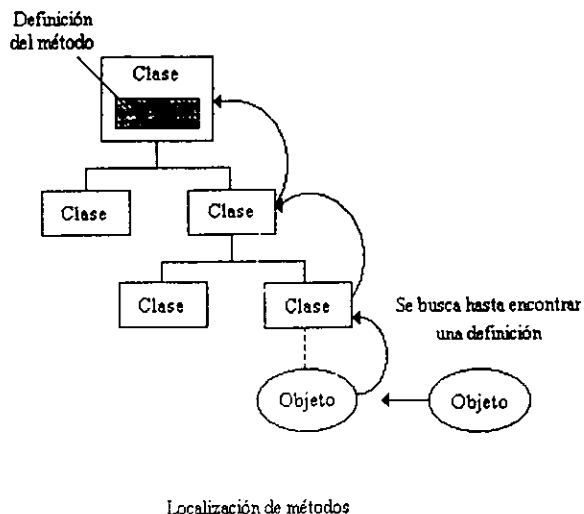 Definición
del método
Clase
Clase
Clase
Clase
Clase
Se busca hasta encontrar
una definición
Objeto
Objeto
Localización de métodos